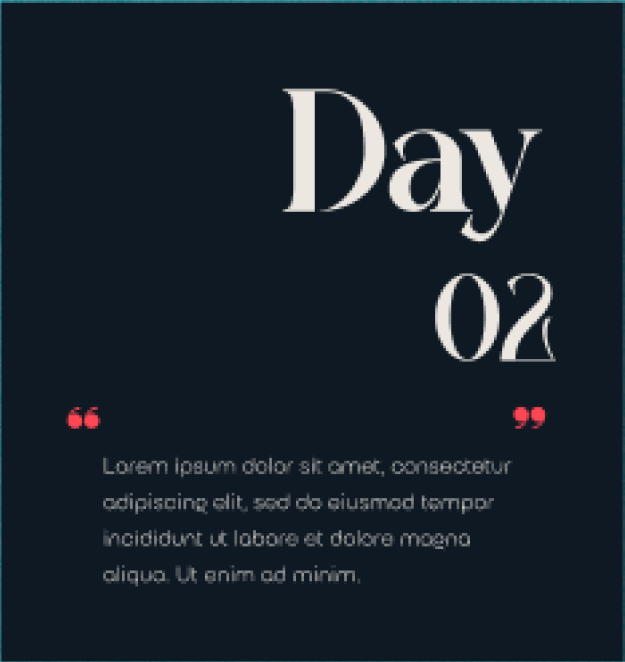 Day
02
“ ”
Lorem ipsum dolor sit amet, consectetur
adipiscing elit, sed do eiusmod tempor
incididunt ut labore et dolore magna
aliqua. Ut enim ad minim.